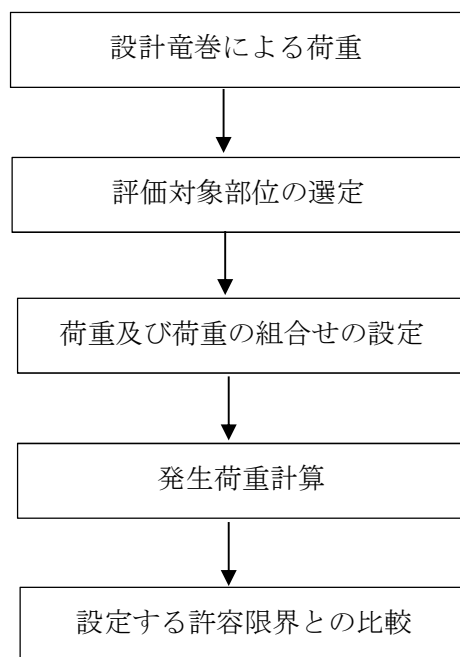 設計竜巻による荷重
評価対象部位の選定
荷重及び荷重の組合せの設定
発生荷重計算
設定する許容限界との比較